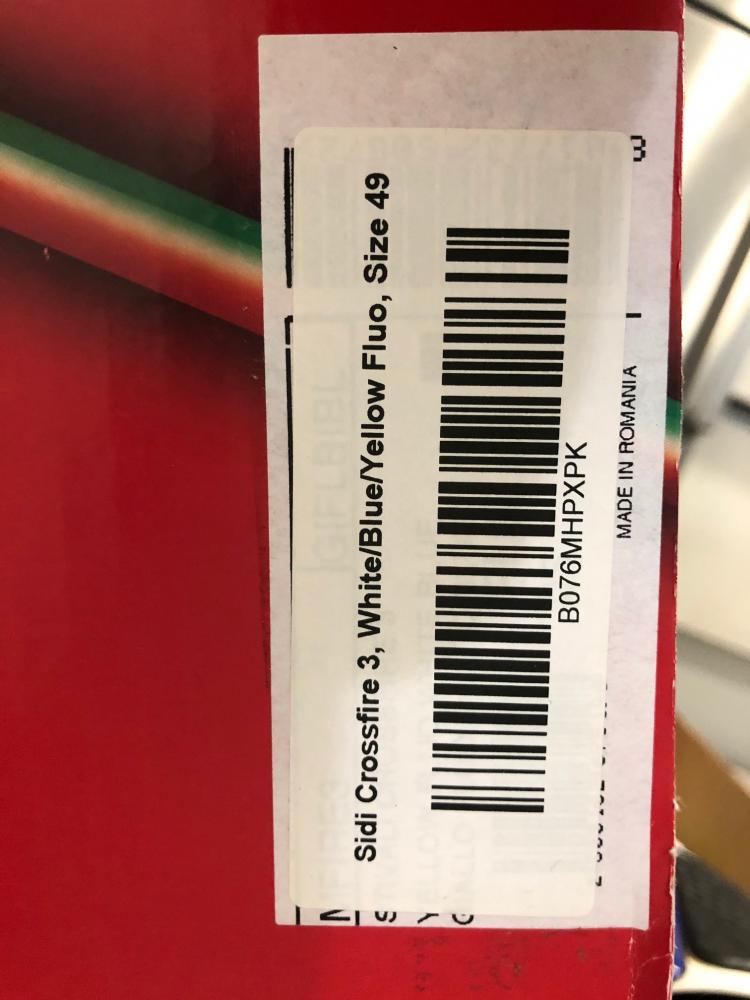 Sidi Crossfire 3, White/Blue/Yellow Fluo, Size 49
B076MHPXPK
MADE IN ROMANIA